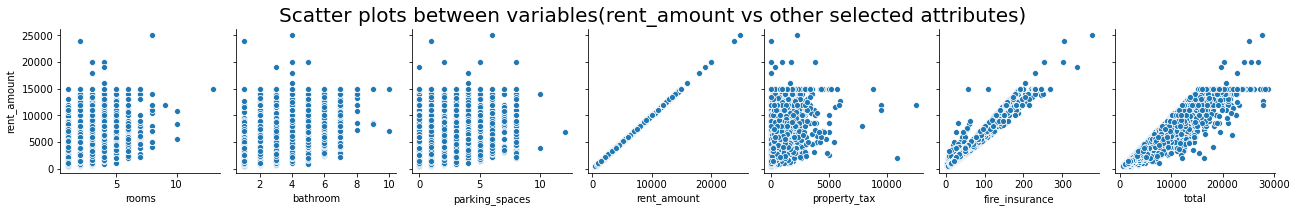 Scatter plots between variables(rent_amount vs other selected attributes)
rent_amount
25000
20000
15000
10000
5000
0
5 10
2 4 6 8 10
0 5 10
0 10000 20000
0 5000 10000
0 100 200 300
0 10000 20000 30000
rooms
bathroom
parking_spaces
rent_amount
property_tax
fire_insurance
total